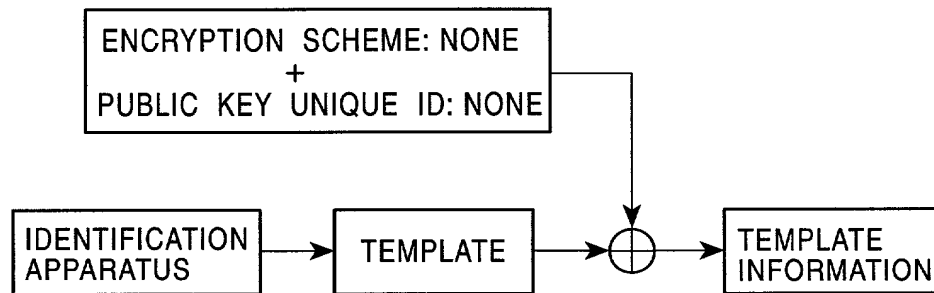 ENCRYPTION SCHEME: NONE
+
PUBLIC KEY UNIQUE ID: NONE
IDENTIFICATION
APPARATUS
TEMPLATE
TEMPLATE
INFORMATION